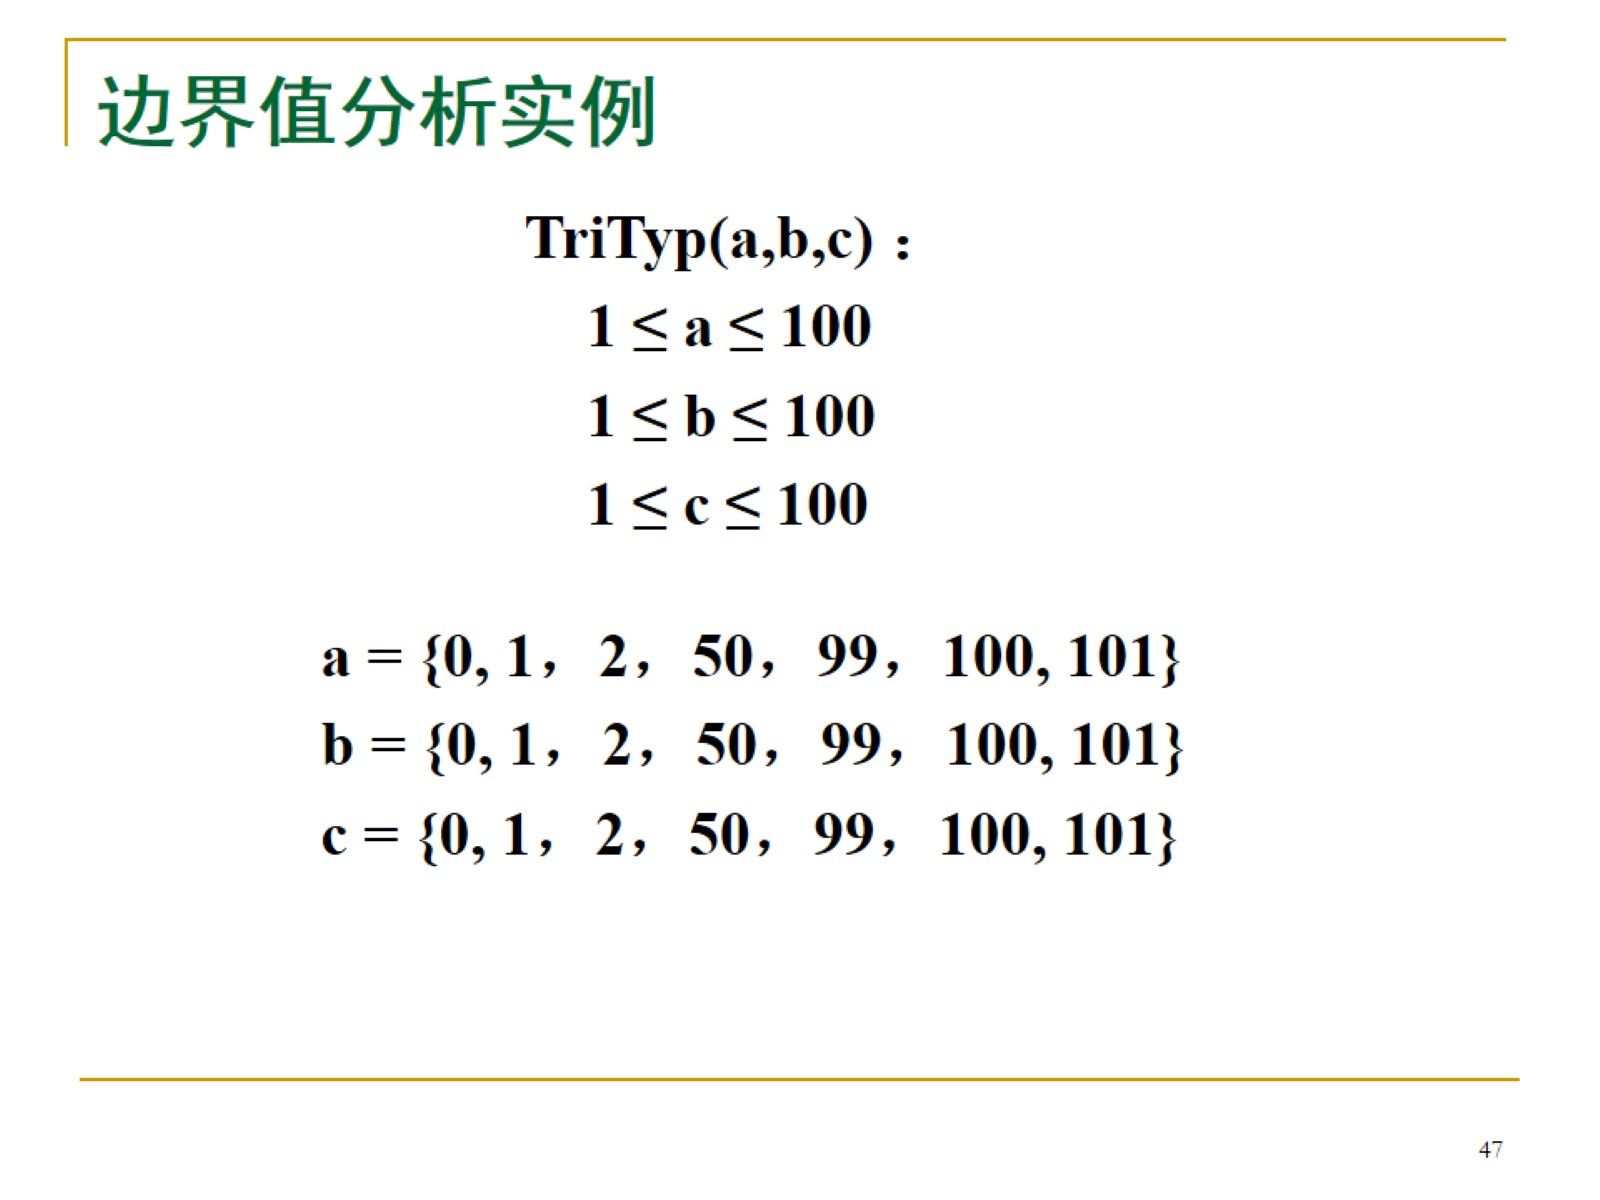 边界值分析实例
TriTyp(a,b,c)：
1 ≤ a ≤ 100
1 ≤ b ≤ 100
1 ≤ c ≤ 100
a = {0, 1， 2， 50， 99， 100, 101}
b = {0, 1， 2， 50， 99， 100, 101}
c = {0, 1， 2， 50， 99， 100, 101}
47